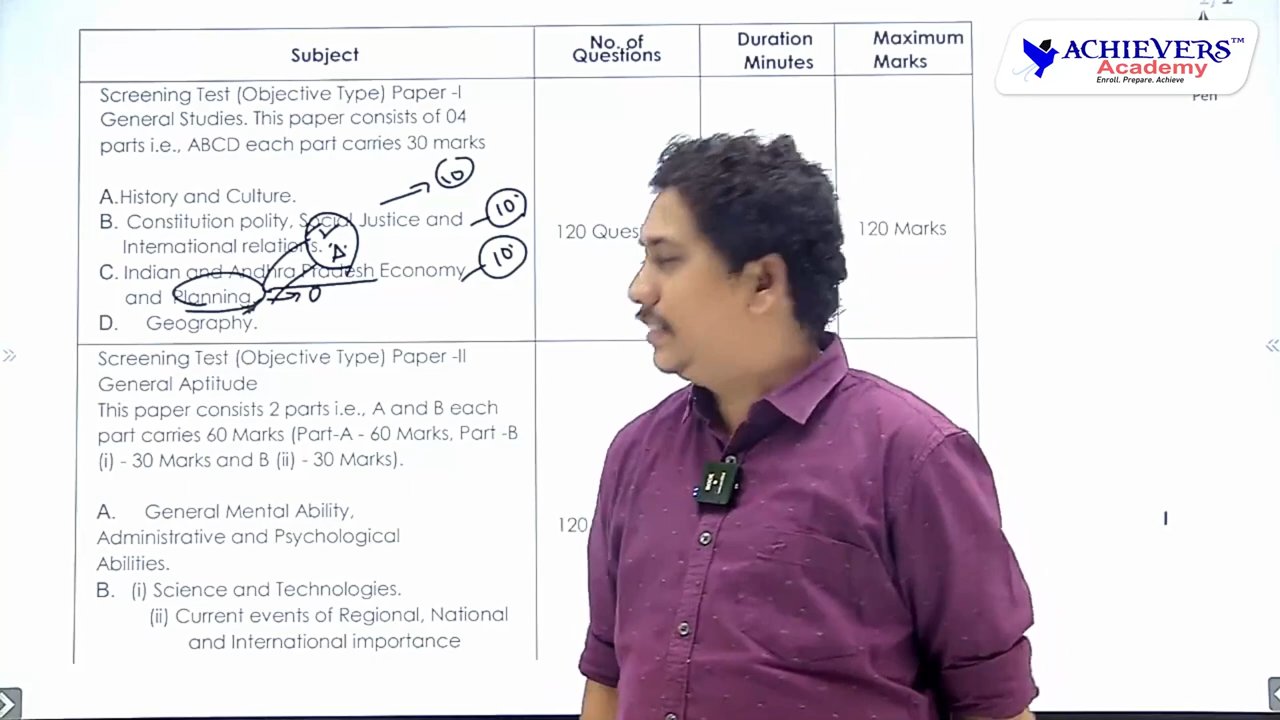 Subject
No. of
Questions
Duration
Minutes
Maximum
Marks
ACHIEVERS™
Academy
Enroll. Prepare. Achieve
Pen
Screening Test (Objective Type) Paper -I
General Studies. This paper consists of 04
parts i.e., ABCD each part carries 30 marks
10
A.History and Culture.
B. Constitution polity, Social Justice and
10
International relations.
C. Indian and Andhra Pradesh Economy
10
and Planning.
D. Geography.
120
120 Marks
Screening Test (Objective Type) Paper -II
General Aptitude
This paper consists 2 parts i.e., A and B each
part carries 60 Marks (Part-A - 60 Marks, Part -B
(i) - 30 Marks and B (ii) - 30 Marks).
A. General Mental Ability,
Administrative and Psychological
Abilities.
120
B. (i) Science and Technologies.
(ii) Current events of Regional, National
and International importance